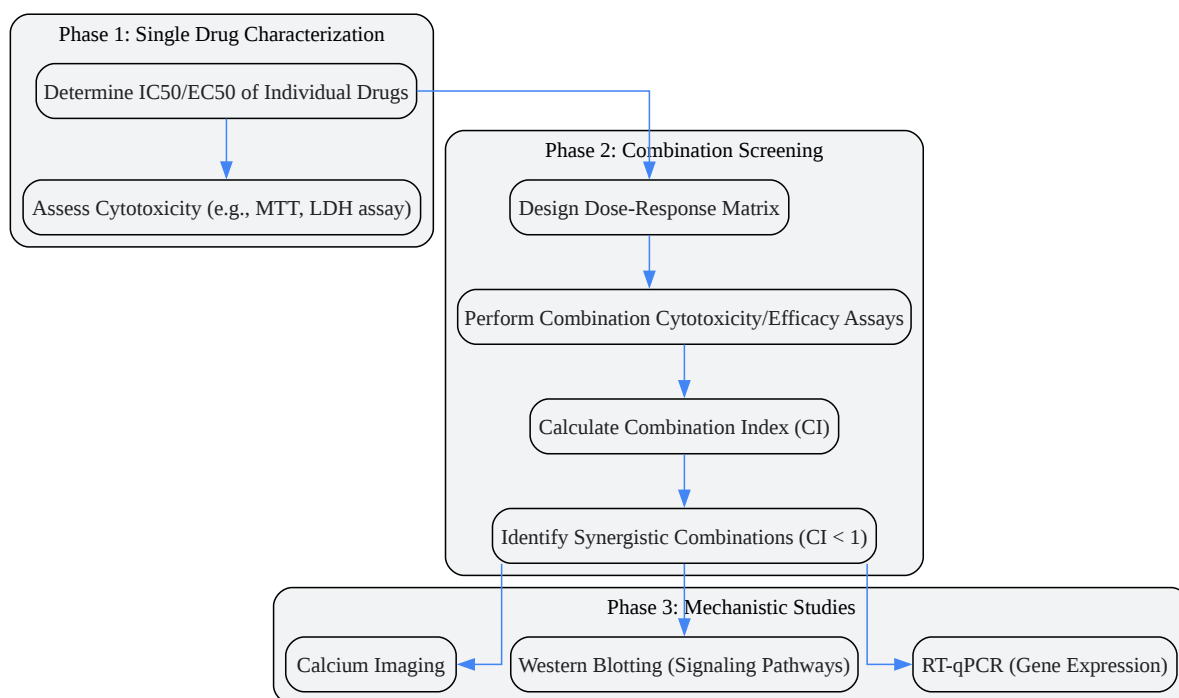 Phase 1: Single Drug Characterization
Determine IC50/EC50 of Individual Drugs
Assess Cytotoxicity (e.g., MTT, LDH assay)
Phase 2: Combination Screening
Design Dose-Response Matrix
Perform Combination Cytotoxicity/Efficacy Assays
Calculate Combination Index (CI)
Identify Synergistic Combinations (CI < 1)
Phase 3: Mechanistic Studies
Calcium Imaging
Western Blotting (Signaling Pathways)
RT-qPCR (Gene Expression)